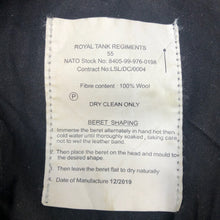 ROYAL TANK REGIMENTS
55
NATO Stock No: 8405-99-976-0198
Contract No: LSL/DC/0004
Fibre content : 100% Wool
P
DRY CLEAN ONLY
BERET SHAPING
Immerse the beret alternately in hand hot then
cold water until thoroughly soaked , taking care
not to wet the leather band.
Then place the beret on the head and mould to
the desired shape.
Then leave the beret flat to dry naturally
Date of Manufacture 12/2019